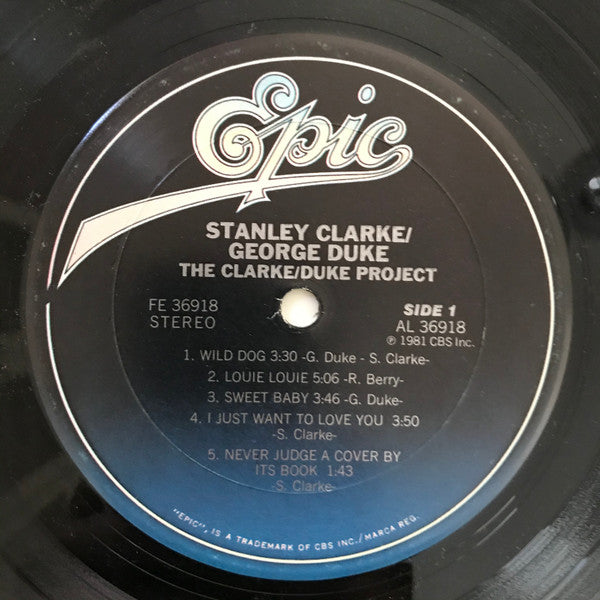 Epic
STANLEY CLARKE/
GEORGE DUKE
THE CLARKE/DUKE PROJECT
FE 36918
STEREO
SIDE 1
AL 36918
℗ 1981 CBS Inc.
1. WILD DOG 3:30 -G. Duke - S. Clarke-
2. LOUIE LOUIE 5:06 -R. Berry-
3. SWEET BABY 3:46 -G. Duke-
4. I JUST WANT TO LOVE YOU 3:50
-S. Clarke-
5. NEVER JUDGE A COVER BY
ITS BOOK 1:43
-S. Clarke-
"EPIC", IS A TRADEMARK OF CBS INC./MARCA REG.